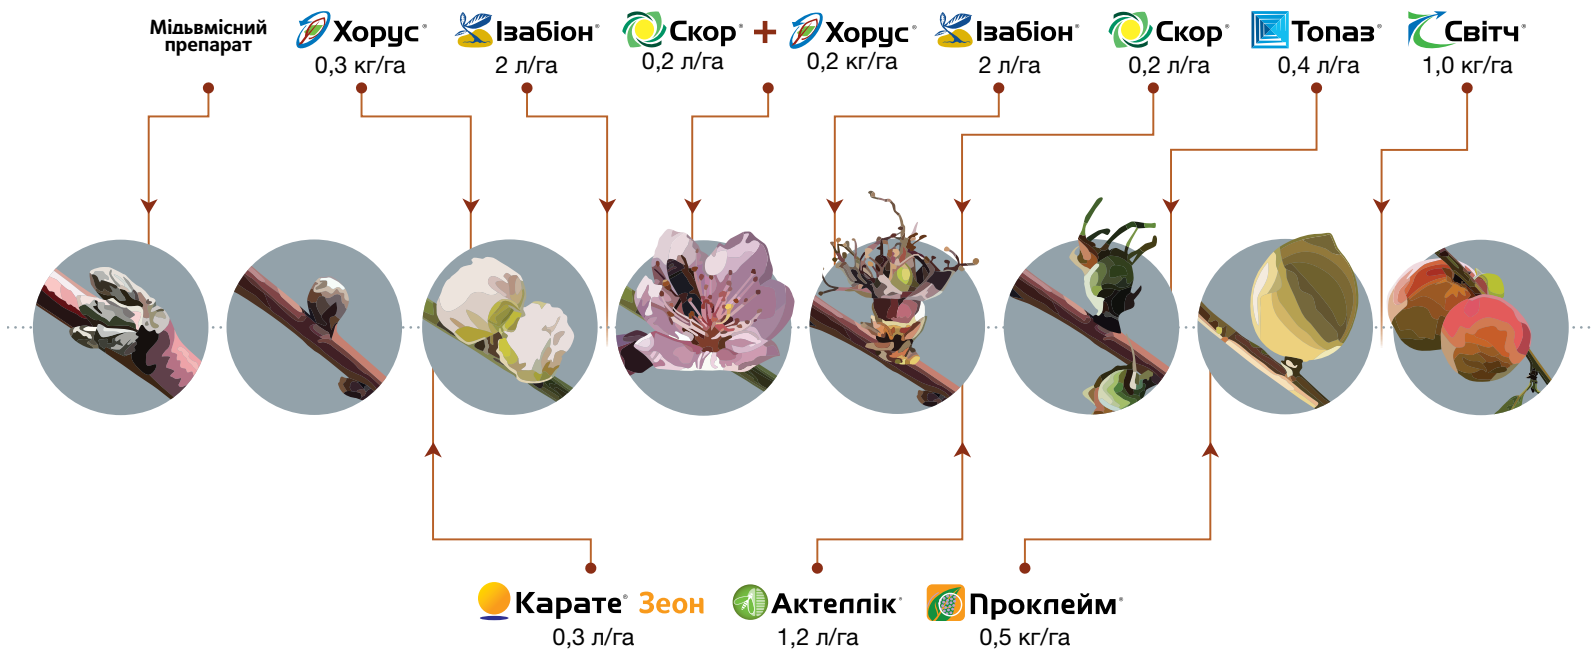 Мідьвмісний
препарат
Хорус®
0,3 кг/га
Ізабіон®
2 л/га
Скор®
0,2 л/га
+
Хорус®
0,2 кг/га
Ізабіон®
2 л/га
Скор®
0,2 л/га
Топаз®
0,4 л/га
Світч®
1,0 кг/га
Карате® Зеон
0,3 л/га
Актеллік®
1,2 л/га
Проклейм®
0,5 кг/га